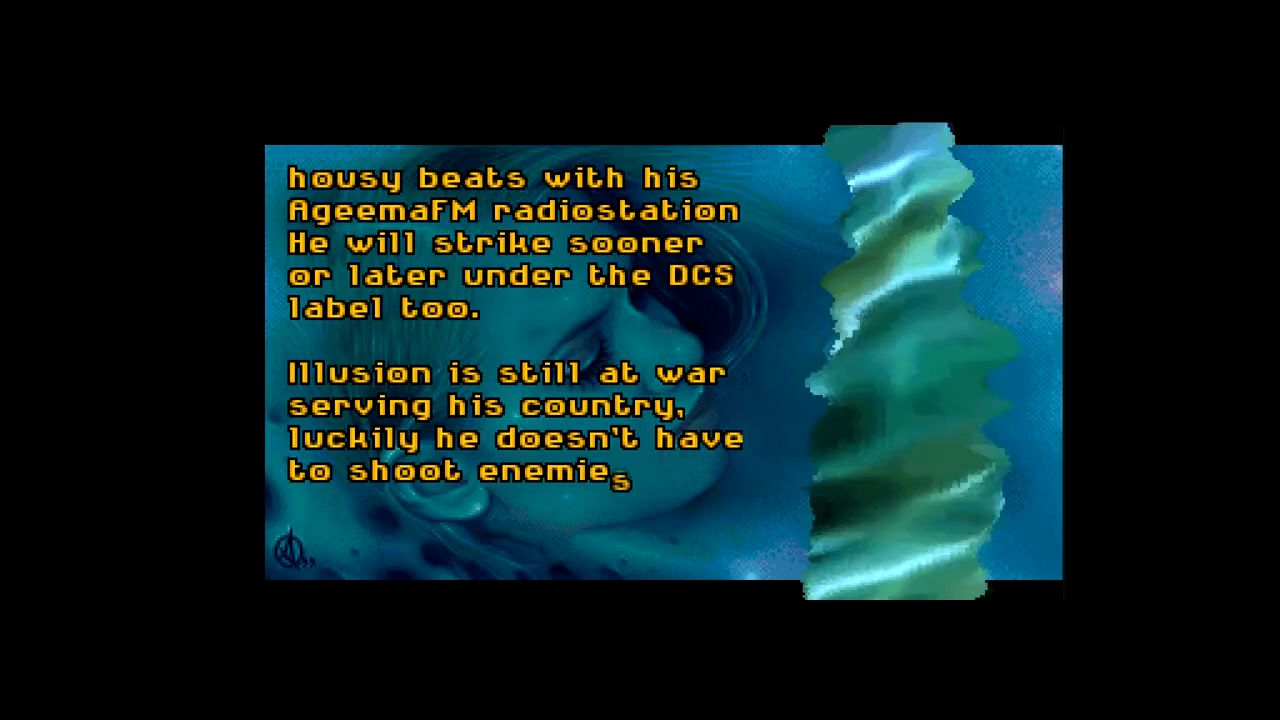 housy beats with his
AgeemaFM radiostation
He will strike sooner
or later under the DCS
label too.
Illusion is still at war
serving his country,
luckily he doesn't have
to shoot enemies